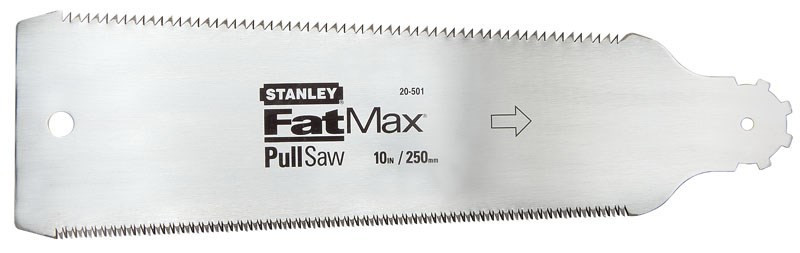 STANLEY 20-501
FatMax®
PullSaw 10IN/250mm